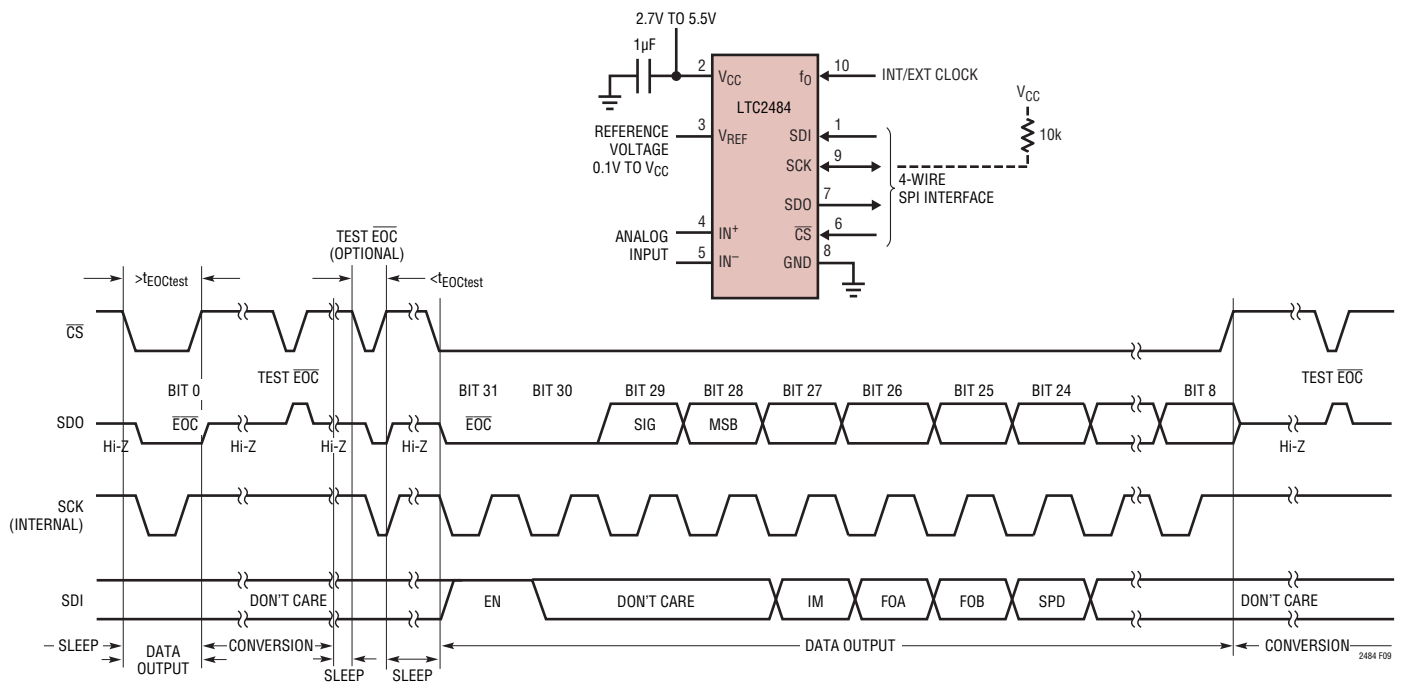 2.7V TO 5.5V
1µF
2
VCC
fO
10
INT/EXT CLOCK
LTC2484
VCC
10k
REFERENCE
VOLTAGE
0.1V TO VCC
3
VREF
SDI
1
SCK
9
4-WIRE
SPI INTERFACE
SDO
7
ANALOG
INPUT
4
IN+
CS
6
5
IN–
GND
8
>tEOCtest
TEST EOC
(OPTIONAL)
<tEOCtest
CS
BIT 0
TEST EOC
BIT 31
BIT 30
BIT 29
BIT 28
BIT 27
BIT 26
BIT 25
BIT 24
BIT 8
TEST EOC
SDO
EOC
EOC
SIG
MSB
Hi-Z
Hi-Z
Hi-Z
Hi-Z
Hi-Z
SCK
(INTERNAL)
SDI
DON'T CARE
EN
DON'T CARE
IM
FOA
FOB
SPD
DON'T CARE
SLEEP
DATA
OUTPUT
CONVERSION
SLEEP
SLEEP
DATA OUTPUT
CONVERSION
2484 F09